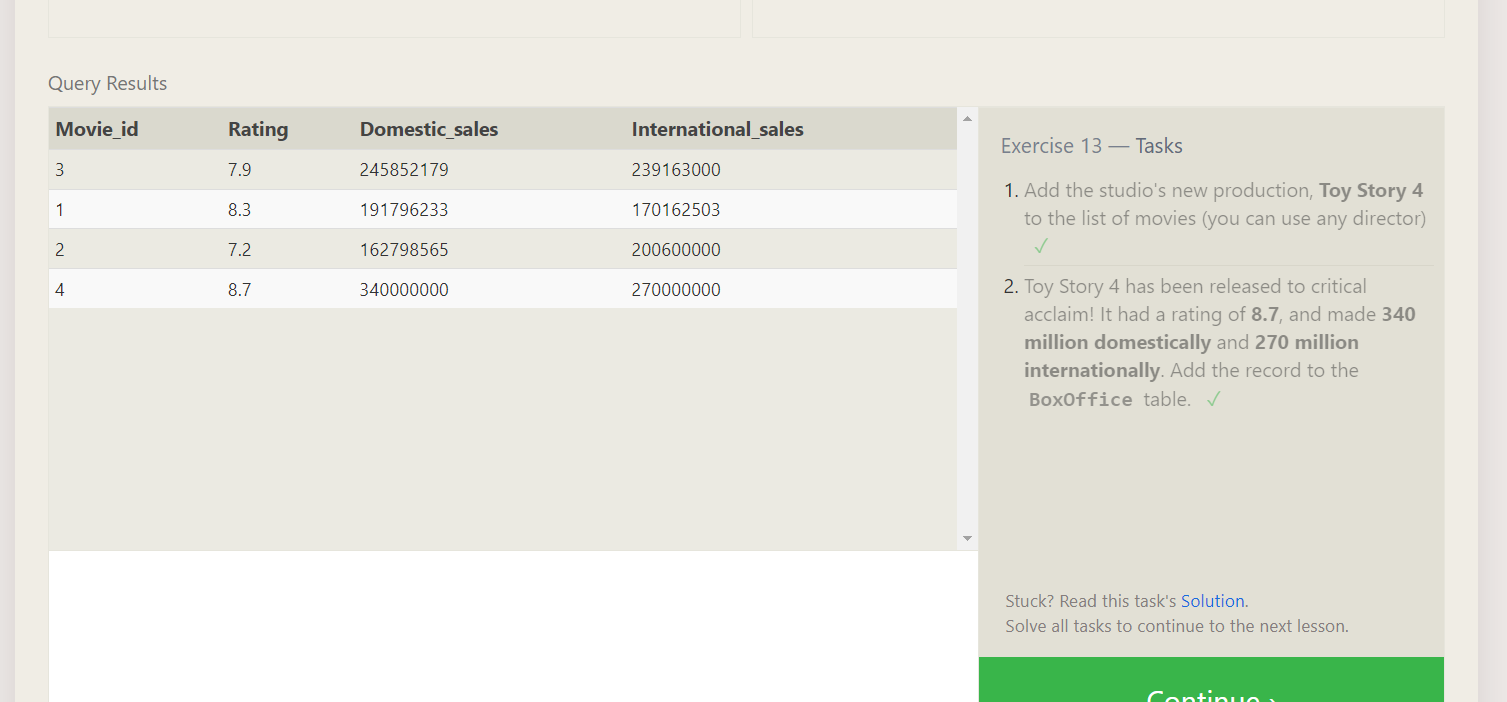 Query Results
Movie_id Rating Domestic_sales International_sales
3 7.9 245852179 239163000
1 8.3 191796233 170162503
2 7.2 162798565 200600000
4 8.7 340000000 270000000
Exercise 13 — Tasks
1. Add the studio's new production, Toy Story 4
to the list of movies (you can use any director)
✓
2. Toy Story 4 has been released to critical
acclaim! It had a rating of 8.7, and made 340
million domestically and 270 million
internationally. Add the record to the
BoxOffice table. ✓
Stuck? Read this task's Solution.
Solve all tasks to continue to the next lesson.
Continue ›